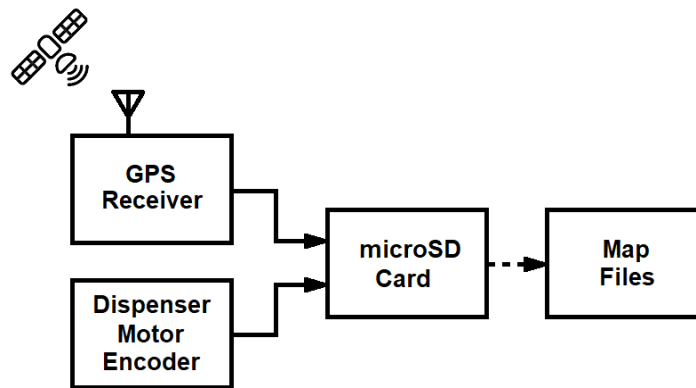 GPS
Receiver
Dispenser
Motor
Encoder
microSD
Card
Map
Files